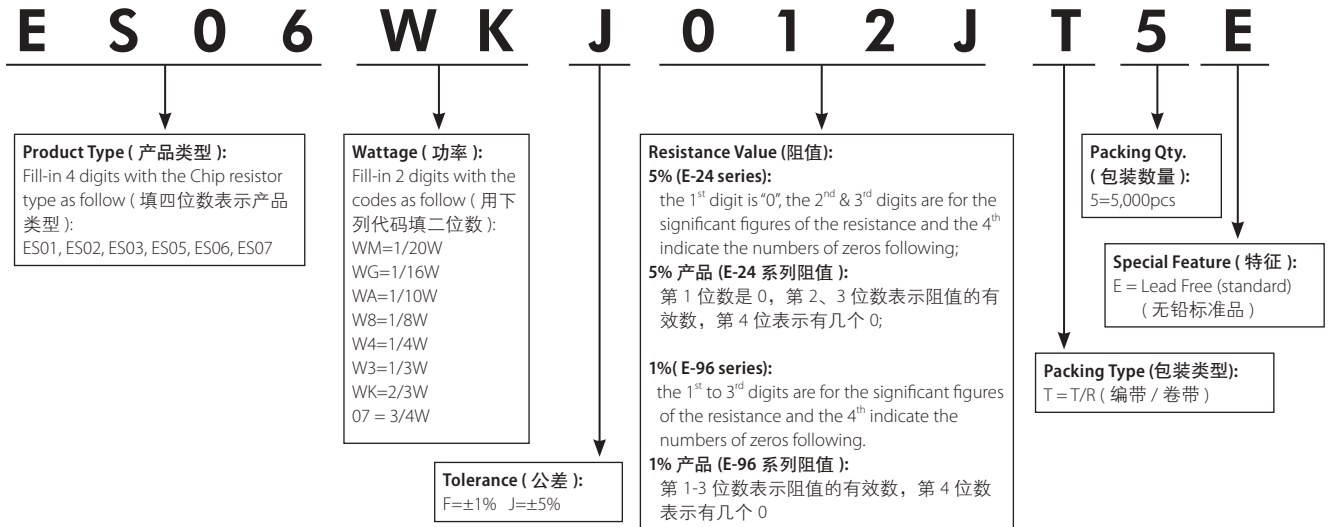 E S 0 6 W K J 0 1 2 J T 5 E
Product Type ( 产品类型 ):
Fill-in 4 digits with the Chip resistor
type as follow ( 填四位数表示产品
类型 ):
ES01, ES02, ES03, ES05, ES06, ES07
Wattage ( 功率 ):
Fill-in 2 digits with the
codes as follow ( 用下
列代码填二位数 ):
WM=1/20W
WG=1/16W
WA=1/10W
W8=1/8W
W4=1/4W
W3=1/3W
WK=2/3W
07 = 3/4W
Tolerance ( 公差 ):
F=±1% J=±5%
Resistance Value (阻值):
5% (E-24 series):
the 1st digit is “0”, the 2nd & 3rd digits are for the
significant figures of the resistance and the 4th
indicate the numbers of zeros following;
5% 产品 (E-24 系列阻值 ):
第 1 位数是 0，第 2、3 位数表示阻值的有
效数，第 4 位表示有几个 0;
1%( E-96 series):
the 1st to 3rd digits are for the significant figures
of the resistance and the 4th indicate the
numbers of zeros following.
1% 产品 (E-96 系列阻值 ):
第 1-3 位数表示阻值的有效数，第 4 位数
表示有几个 0
Packing Qty.
( 包装数量 ):
5=5,000pcs
Special Feature ( 特征 ):
E = Lead Free (standard)
( 无铅标准品 )
Packing Type (包装类型):
T = T/R ( 编带 / 卷带 )